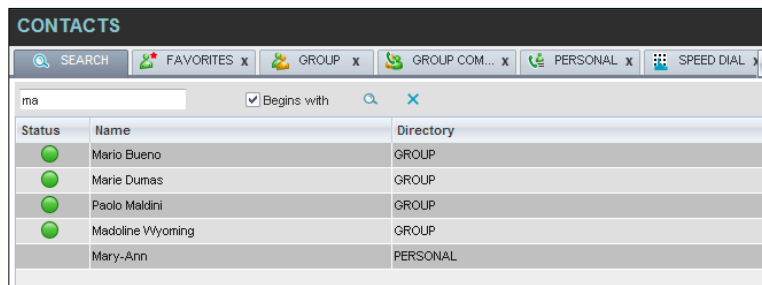 CONTACTS
SEARCH FAVORITES x GROUP x GROUP COM... x PERSONAL x SPEED DIAL x
ma Begins with
Status Name Directory
Mario Bueno GROUP
Marie Dumas GROUP
Paolo Maldini GROUP
Madoline Wyoming GROUP
Mary-Ann PERSONAL